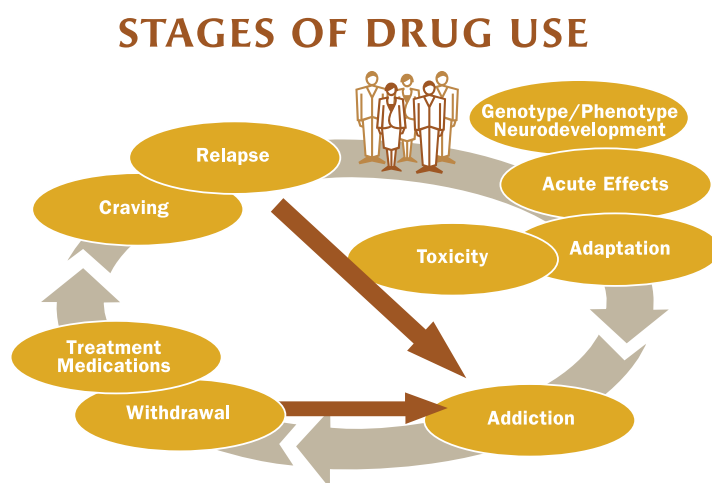 STAGES OF DRUG USE
Genotype/Phenotype
Neurodevelopment
Relapse
Acute Effects
Craving
Adaptation
Toxicity
Treatment
Medications
Withdrawal
Addiction